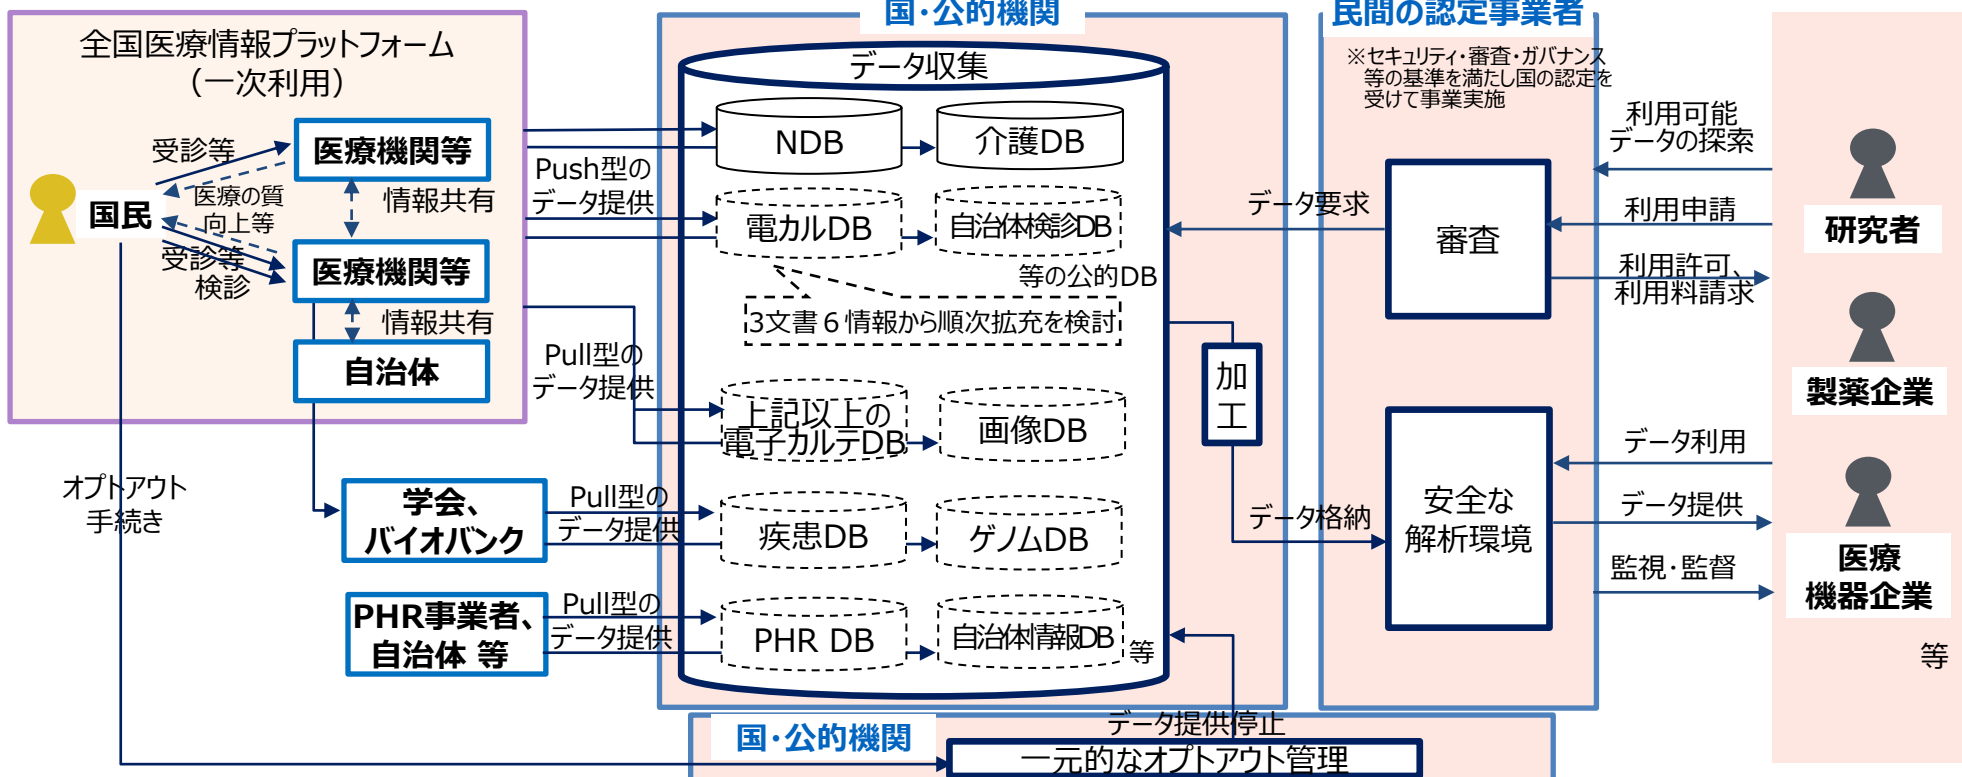 全国医療情報プラットフォーム
（一次利用）
受診等
医療機関等
医療の質
向上等
情報共有
国民
受診等
検診
医療機関等
情報共有
自治体
オプトアウト
手続き
学会、
バイオバンク
PHR事業者、
自治体 等
Push型の
データ提供
Pull型の
データ提供
Pull型の
データ提供
Pull型の
データ提供
国・公的機関
データ収集
NDB
介護DB
電カルDB
自治体検診DB
等の公的DB
3文書６情報から順次拡充を検討
上記以上の
電子カルテDB
画像DB
疾患DB
ゲノムDB
PHR DB
自治体情報DB
等
加
工
データ要求
データ格納
民間の認定事業者
※セキュリティ・審査・ガバナンス
等の基準を満たし国の認定を
受けて事業実施
審査
安全な
解析環境
利用可能
データの探索
利用申請
利用許可、
利用料請求
データ利用
データ提供
監視・監督
研究者
製薬企業
医療
機器企業
等
国・公的機関
データ提供停止
一元的なオプトアウト管理